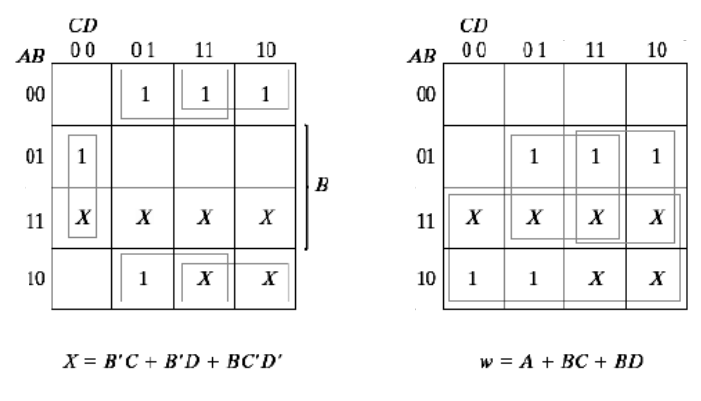 CD CD
AB 00 01 11 10 AB 00 01 11 10
00 1 1 1 00
01 1 B 01 1 1 1
11 X X X X 11 X X X X
10 1 X X 10 1 1 X X
X = B'C + B'D + BC'D' w = A + BC + BD